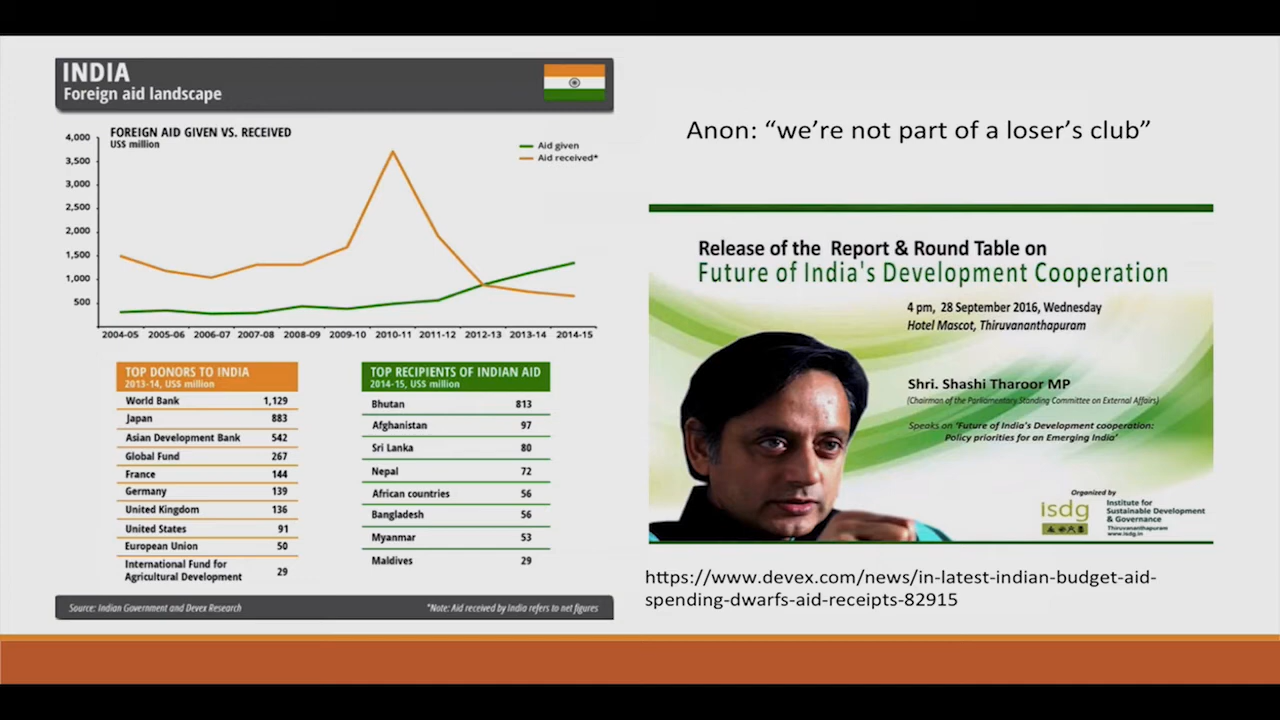 INDIA
Foreign aid landscape
FOREIGN AID GIVEN VS. RECEIVED
US$ million
Aid given
Aid received*
4,000
3,500
3,000
2,500
2,000
1,500
1,000
500
2004-05 2005-06 2006-07 2007-08 2008-09 2009-10 2010-11 2011-12 2012-13 2013-14 2014-15
TOP DONORS TO INDIA
2013-14, US$ million
World Bank 1,129
Japan 883
Asian Development Bank 542
Global Fund 267
France 144
Germany 139
United Kingdom 136
United States 91
European Union 50
International Fund for
Agricultural Development 29
TOP RECIPIENTS OF INDIAN AID
2014-15, US$ million
Bhutan 813
Afghanistan 97
Sri Lanka 80
Nepal 72
African countries 56
Bangladesh 56
Myanmar 53
Maldives 29
Source: Indian Government and Devex Research
*Note: Aid received by India refers to net figures
Anon: “we’re not part of a loser’s club”
Release of the Report & Round Table on
Future of India's Development Cooperation
4 pm, 28 September 2016, Wednesday
Hotel Mascot, Thiruvananthapuram
Shri. Shashi Tharoor MP
(Chairman of the Parliamentary Standing Committee on External Affairs)
Speaks on 'Future of India's Development cooperation:
Policy priorities for an Emerging India'
Organized by
isdg
Institute for
Sustainable Development
& Governance
Thiruvananthapuram
www.isdg.in
https://www.devex.com/news/in-latest-indian-budget-aid-
spending-dwarfs-aid-receipts-82915